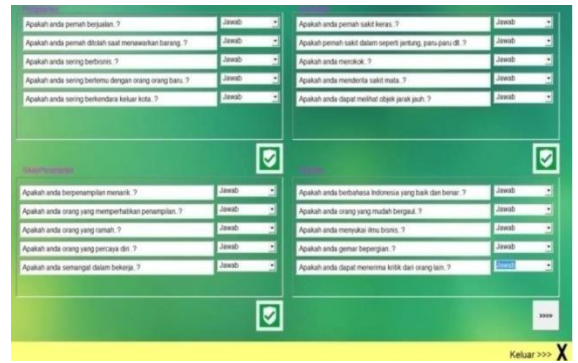 Apakah anda pernah berjualan. ? Jawab
Apakah anda pernah ditolah saat menawarkan barang. ? Jawab
Apakah anda sering berbisnis. ? Jawab
Apakah anda sering bertemu dengan orang orang baru. ? Jawab
Apakah anda sering berkendara keluar kota. ? Jawab
Apakah anda pernah sakit keras. ? Jawab
Apakah pernah sakit dalam seperti jantung, paru-paru dll. ? Jawab
Apakah anda merokok. ? Jawab
Apakah anda menderita sakit mata. ? Jawab
Apakah anda dapat melihat objek jarak jauh. ? Jawab
Apakah anda berpenampilan menarik. ? Jawab
Apakah anda orang yang memperhatikan penampilan. ? Jawab
Apakah anda orang yang ramah. ? Jawab
Apakah anda orang yang percaya diri. ? Jawab
Apakah anda semangat dalam bekerja. ? Jawab
Apakah anda berbahasa Indonesia yang baik dan benar. ? Jawab
Apakah anda orang yang mudah bergaul. ? Jawab
Apakah anda menyukai ilmu bisnis. ? Jawab
Apakah anda gemar bepergian. ? Jawab
Apakah anda dapat menerima kritik dari orang lain. ? Jawab
>>>>
Keluar >>> X